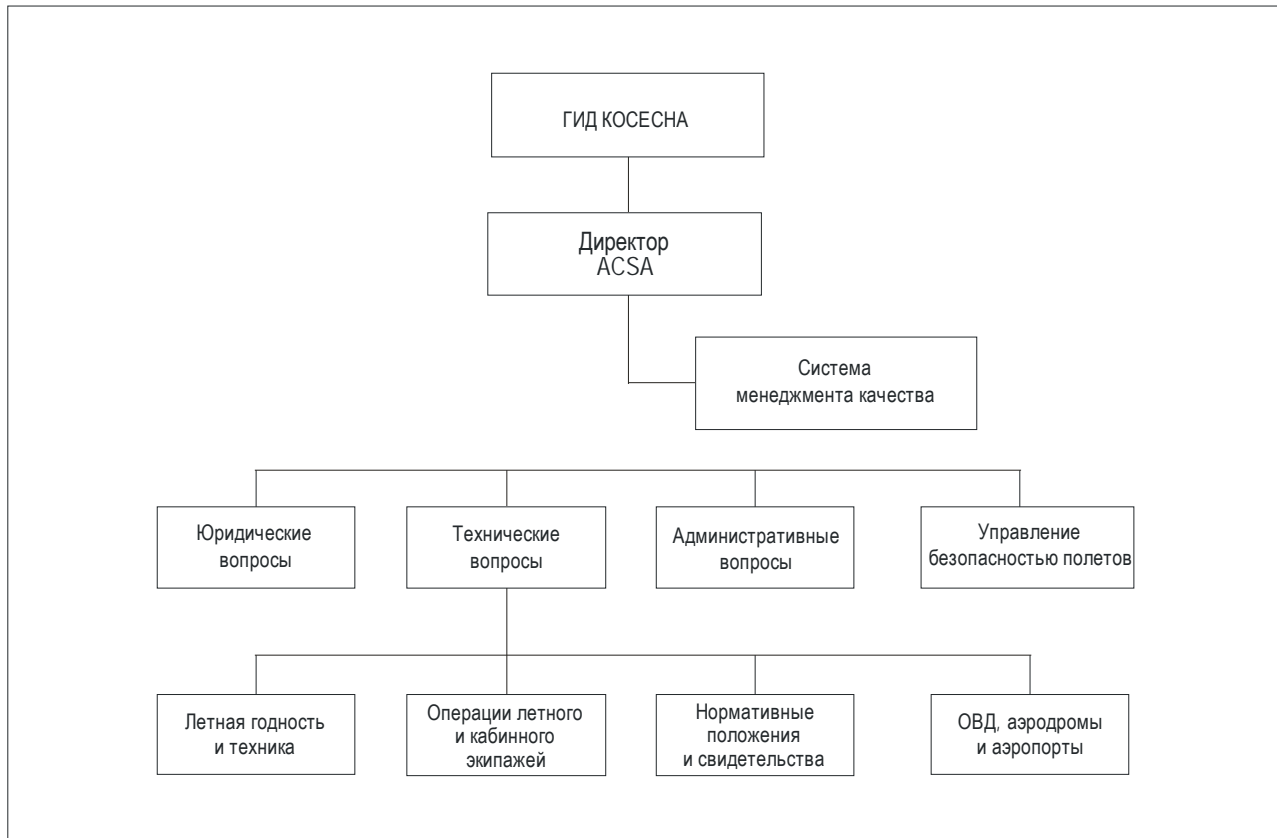 ГИД КОСЕСНА
Директор
ACSA
Система
менеджмента качества
Юридические
вопросы
Технические
вопросы
Административные
вопросы
Управление
безопасностью полетов
Летная годность
и техника
Операции летного
и кабинного
экипажей
Нормативные
положения
и свидетельства
ОВД, аэродромы
и аэропорты